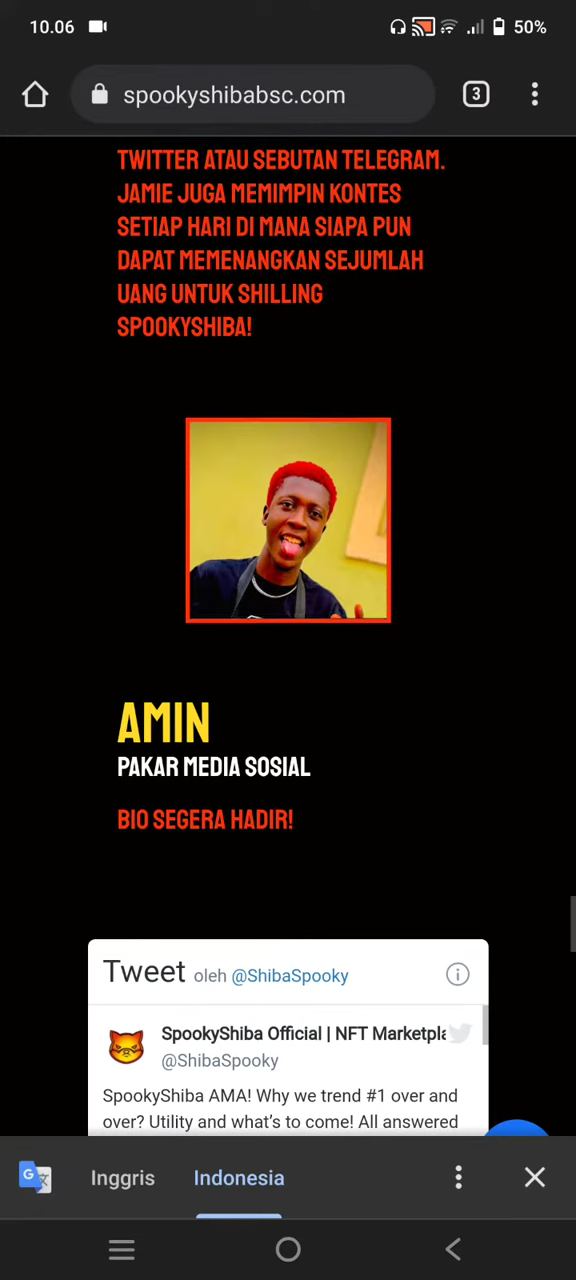 10.06
50%
spookyshibabsc.com
3
TWITTER ATAU SEBUTAN TELEGRAM.
JAMIE JUGA MEMIMPIN KONTES
SETIAP HARI DI MANA SIAPA PUN
DAPAT MEMENANGKAN SEJUMLAH
UANG UNTUK SHILLING
SPOOKYSHIBA!
AMIN
PAKAR MEDIA SOSIAL
BIO SEGERA HADIR!
Tweet oleh @ShibaSpooky
SpookyShiba Official | NFT Marketpla
@ShibaSpooky
SpookyShiba AMA! Why we trend #1 over and
over? Utility and what's to come! All answered
G 文
Inggris Indonesia